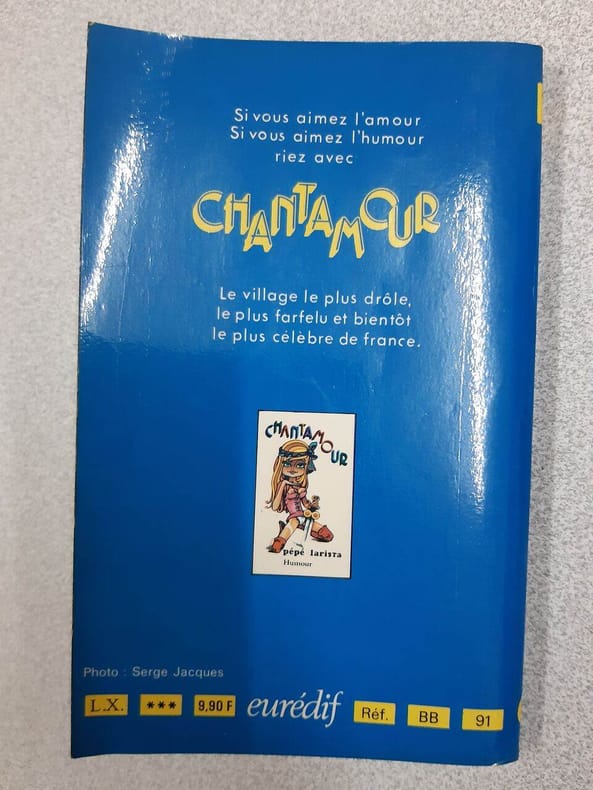 Si vous aimez l'amour
Si vous aimez l'humour
riez avec
CHANTAMOUR
Le village le plus drôle,
le plus farfelu et bientôt
le plus célèbre de france.
CHANTAMOUR
pépé larista
Humour
Photo : Serge Jacques
L.X. *** 9,90 F eurédif Réf. BB 91